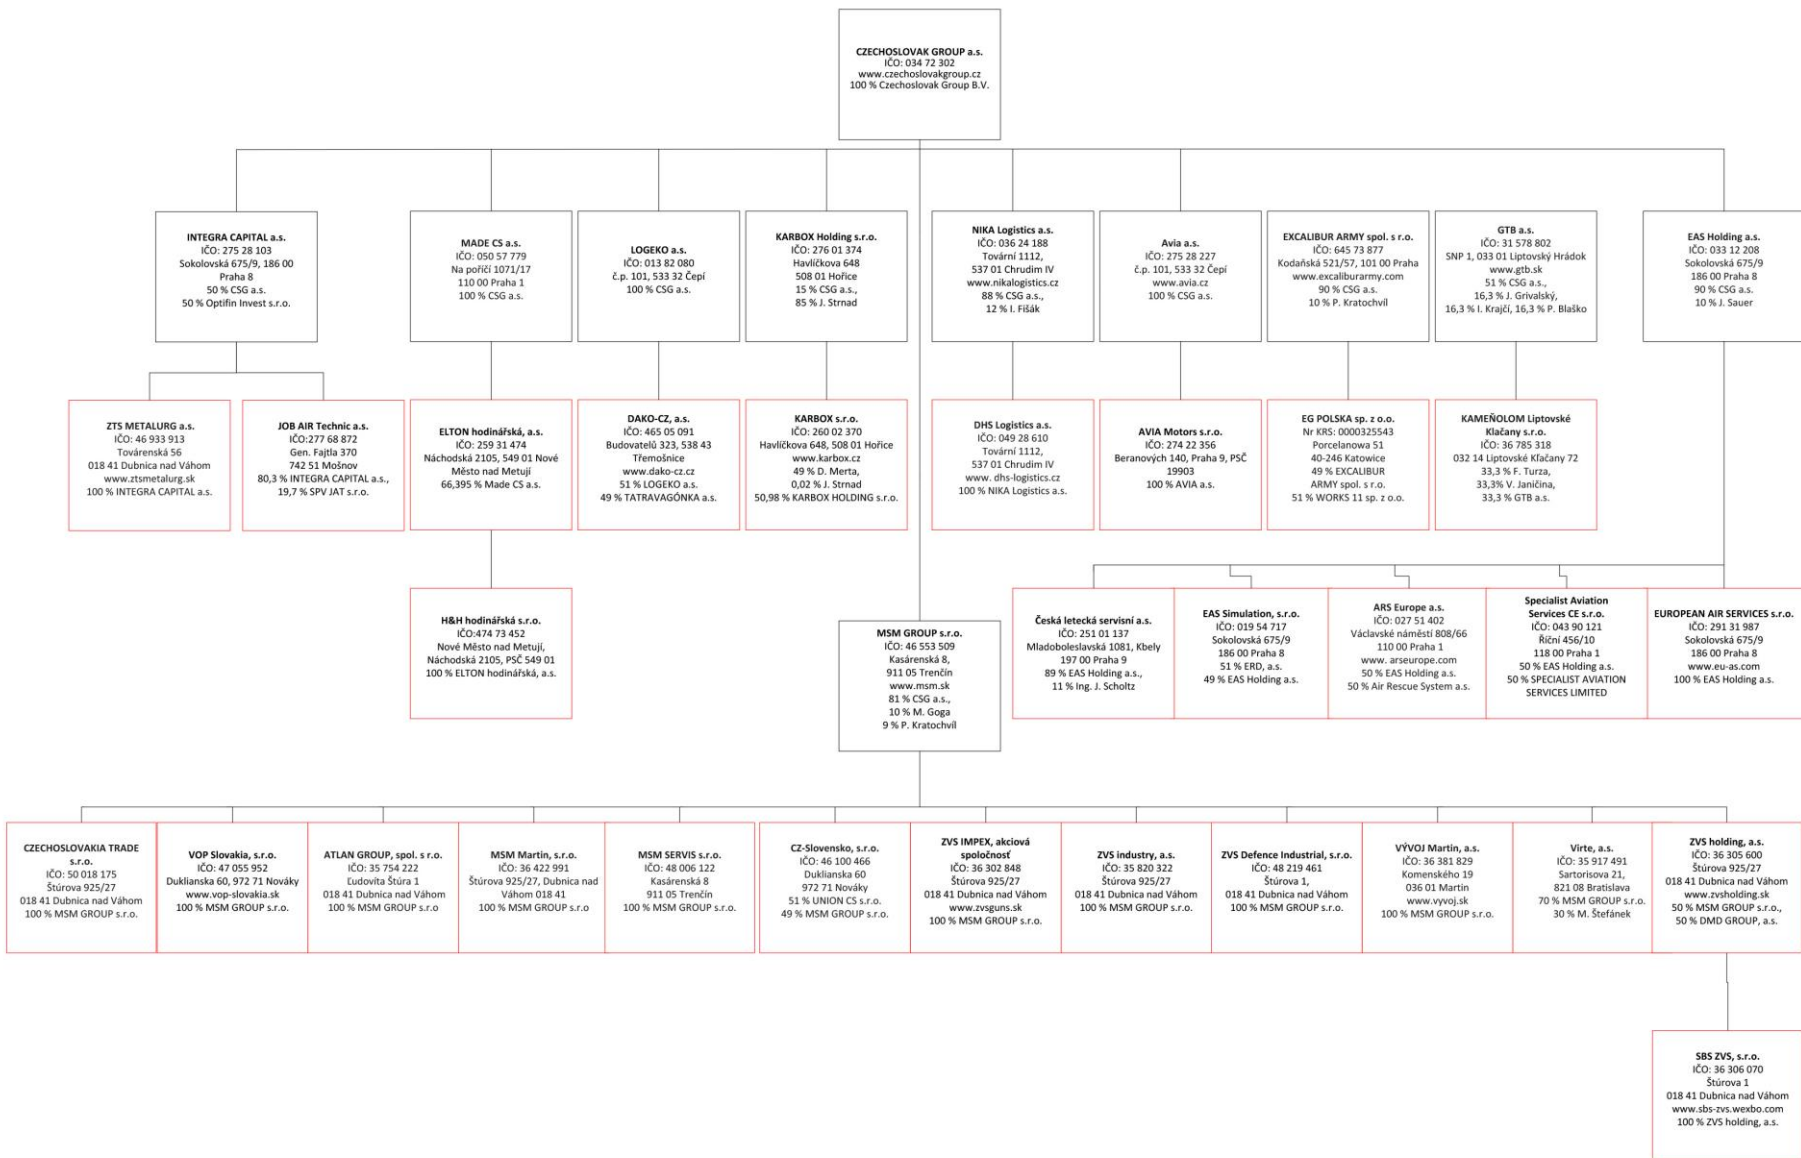 CZECHOSLOVAK GROUP a.s.
IČO: 034 72 302
www.czechoslovakgroup.cz
100 % Czechoslovak Group B.V.
INTEGRA CAPITAL a.s.
IČO: 275 28 103
Sokolovská 675/9, 186 00
Praha 8
50 % CSG a.s.
50 % Optifin Invest s.r.o.
MADE CS a.s.
IČO: 050 57 779
Na poříčí 1071/17
110 00 Praha 1
100 % CSG a.s.
LOGEKO a.s.
IČO: 013 82 080
č.p. 101, 533 32 Čepí
100 % CSG a.s.
KARBOX Holding s.r.o.
IČO: 276 01 374
Havlíčkova 648
508 01 Hořice
15 % CSG a.s.,
85 % J. Strnad
NIKA Logistics a.s.
IČO: 036 24 188
Tovární 1112,
537 01 Chrudim IV
www.nikalogistics.cz
88 % CSG a.s.,
12 % I. Fišák
Avia a.s.
IČO: 275 28 227
č.p. 101, 533 32 Čepí
www.avia.cz
100 % CSG a.s.
EXCALIBUR ARMY spol. s r.o.
IČO: 645 73 877
Kodaňská 521/57, 101 00 Praha
www.excaliburarmy.com
90 % CSG a.s.
10 % P. Kratochvíl
GTB a.s.
IČO: 31 578 802
SNP 1, 033 01 Liptovský Hrádok
www.gtb.sk
51 % CSG a.s.,
16,3 % J. Grivalský,
16,3 % I. Krajčí, 16,3 % P. Blaško
EAS Holding a.s.
IČO: 033 12 208
Sokolovská 675/9
186 00 Praha 8
90 % CSG a.s.
10 % J. Sauer
ZTS METALURG a.s.
IČO: 46 933 913
Továrenská 56
018 41 Dubnica nad Váhom
www.ztsmetalurg.sk
100 % INTEGRA CAPITAL a.s.
JOB AIR Technic a.s.
IČO:277 68 872
Gen. Fajtla 370
742 51 Mošnov
80,3 % INTEGRA CAPITAL a.s.,
19,7 % SPV JAT s.r.o.
ELTON hodinářská, a.s.
IČO: 259 31 474
Náchodská 2105, 549 01 Nové
Město nad Metují
66,395 % Made CS a.s.
DAKO-CZ, a.s.
IČO: 465 05 091
Budovatelů 323, 538 43
Třemošnice
www.dako-cz.cz
51 % LOGEKO a.s.
49 % TATRAVAGÓNKA a.s.
KARBOX s.r.o.
IČO: 260 02 370
Havlíčkova 648, 508 01 Hořice
www.karbox.cz
49 % D. Merta,
0,02 % J. Strnad
50,98 % KARBOX HOLDING s.r.o.
DHS Logistics a.s.
IČO: 049 28 610
Tovární 1112,
537 01 Chrudim IV
www. dhs-logistics.cz
100 % NIKA Logistics a.s.
AVIA Motors s.r.o.
IČO: 274 22 356
Beranových 140, Praha 9, PSČ
19903
100 % AVIA a.s.
EG POLSKA sp. z o.o.
Nr KRS: 0000325543
Porcelanowa 51
40-246 Katowice
49 % EXCALIBUR
ARMY spol. s r.o.
51 % WORKS 11 sp. z o.o.
KAMEŇOLOM Liptovské
Klačany s.r.o.
IČO: 36 785 318
032 14 Liptovské Kľačany 72
33,3 % F. Turza,
33,3% V. Janičina,
33,3 % GTB a.s.
H&H hodinářská s.r.o.
IČO:474 73 452
Nové Město nad Metují,
Náchodská 2105, PSČ 549 01
100 % ELTON hodinářská, a.s.
MSM GROUP s.r.o.
IČO: 46 553 509
Kasárenská 8,
911 05 Trenčín
www.msm.sk
81 % CSG a.s.,
10 % M. Goga
9 % P. Kratochvíl
Česká letecká servisní a.s.
IČO: 251 01 137
Mladoboleslavská 1081, Kbely
197 00 Praha 9
89 % EAS Holding a.s.,
11 % Ing. J. Scholtz
EAS Simulation, s.r.o.
IČO: 019 54 717
Sokolovská 675/9
186 00 Praha 8
51 % ERD, a.s.
49 % EAS Holding a.s.
ARS Europe a.s.
IČO: 027 51 402
Václavské náměstí 808/66
110 00 Praha 1
www. arseurope.com
50 % EAS Holding a.s.
50 % Air Rescue System a.s.
Specialist Aviation
Services CE s.r.o.
IČO: 043 90 121
Říční 456/10
118 00 Praha 1
50 % EAS Holding a.s.
50 % SPECIALIST AVIATION
SERVICES LIMITED
EUROPEAN AIR SERVICES s.r.o.
IČO: 291 31 987
Sokolovská 675/9
186 00 Praha 8
www.eu-as.com
100 % EAS Holding a.s.
CZECHOSLOVAKIA TRADE
s.r.o.
IČO: 50 018 175
Štúrova 925/27
018 41 Dubnica nad Váhom
100 % MSM GROUP s.r.o.
VOP Slovakia, s.r.o.
IČO: 47 055 952
Duklianska 60, 972 71 Nováky
www.vop-slovakia.sk
100 % MSM GROUP s.r.o.
ATLAN GROUP, spol. s r.o.
IČO: 35 754 222
Ľudovíta Štúra 1
018 41 Dubnica nad Váhom
100 % MSM GROUP s.r.o
MSM Martin, s.r.o.
IČO: 36 422 991
Štúrova 925/27, Dubnica nad
Váhom 018 41
100 % MSM GROUP s.r.o
MSM SERVIS s.r.o.
IČO: 48 006 122
Kasárenská 8
911 05 Trenčín
100 % MSM GROUP s.r.o.
CZ-Slovensko, s.r.o.
IČO: 46 100 466
Duklianska 60
972 71 Nováky
51 % UNION CS s.r.o.
49% MSM GROUP s.r.o.
ZVS IMPEX, akciová
spoločnosť
IČO: 36 302 848
Štúrova 925/27
018 41 Dubnica nad Váhom
www.zvsguns.sk
100 % MSM GROUP s.r.o.
ZVS industry, a.s.
IČO: 35 820 322
Štúrova 925/27
018 41 Dubnica nad Váhom
100 % MSM GROUP s.r.o.
ZVS Defence Industrial, s.r.o.
IČO: 48 219 461
Štúrova 1,
018 41 Dubnica nad Váhom
100 % MSM GROUP s.r.o.
VÝVOJ Martin, a.s.
IČO: 36 381 829
Komenského 19
036 01 Martin
www.vyvoj.sk
100 % MSM GROUP s.r.o.
Virte, a.s.
IČO: 35 917 491
Sartorisova 21,
821 08 Bratislava
70 % MSM GROUP s.r.o.
30 % M. Štefánek
ZVS holding, a.s.
IČO: 36 305 600
Štúrova 925/27
018 41 Dubnica nad Váhom
www.zvsholding.sk
50 % MSM GROUP s.r.o.,
50 % DMD GROUP, a.s.
SBS ZVS, s.r.o.
IČO: 36 306 070
Štúrova 1
018 41 Dubnica nad Váhom
www.sbs-zvs.wexbo.com
100 % ZVS holding, a.s.